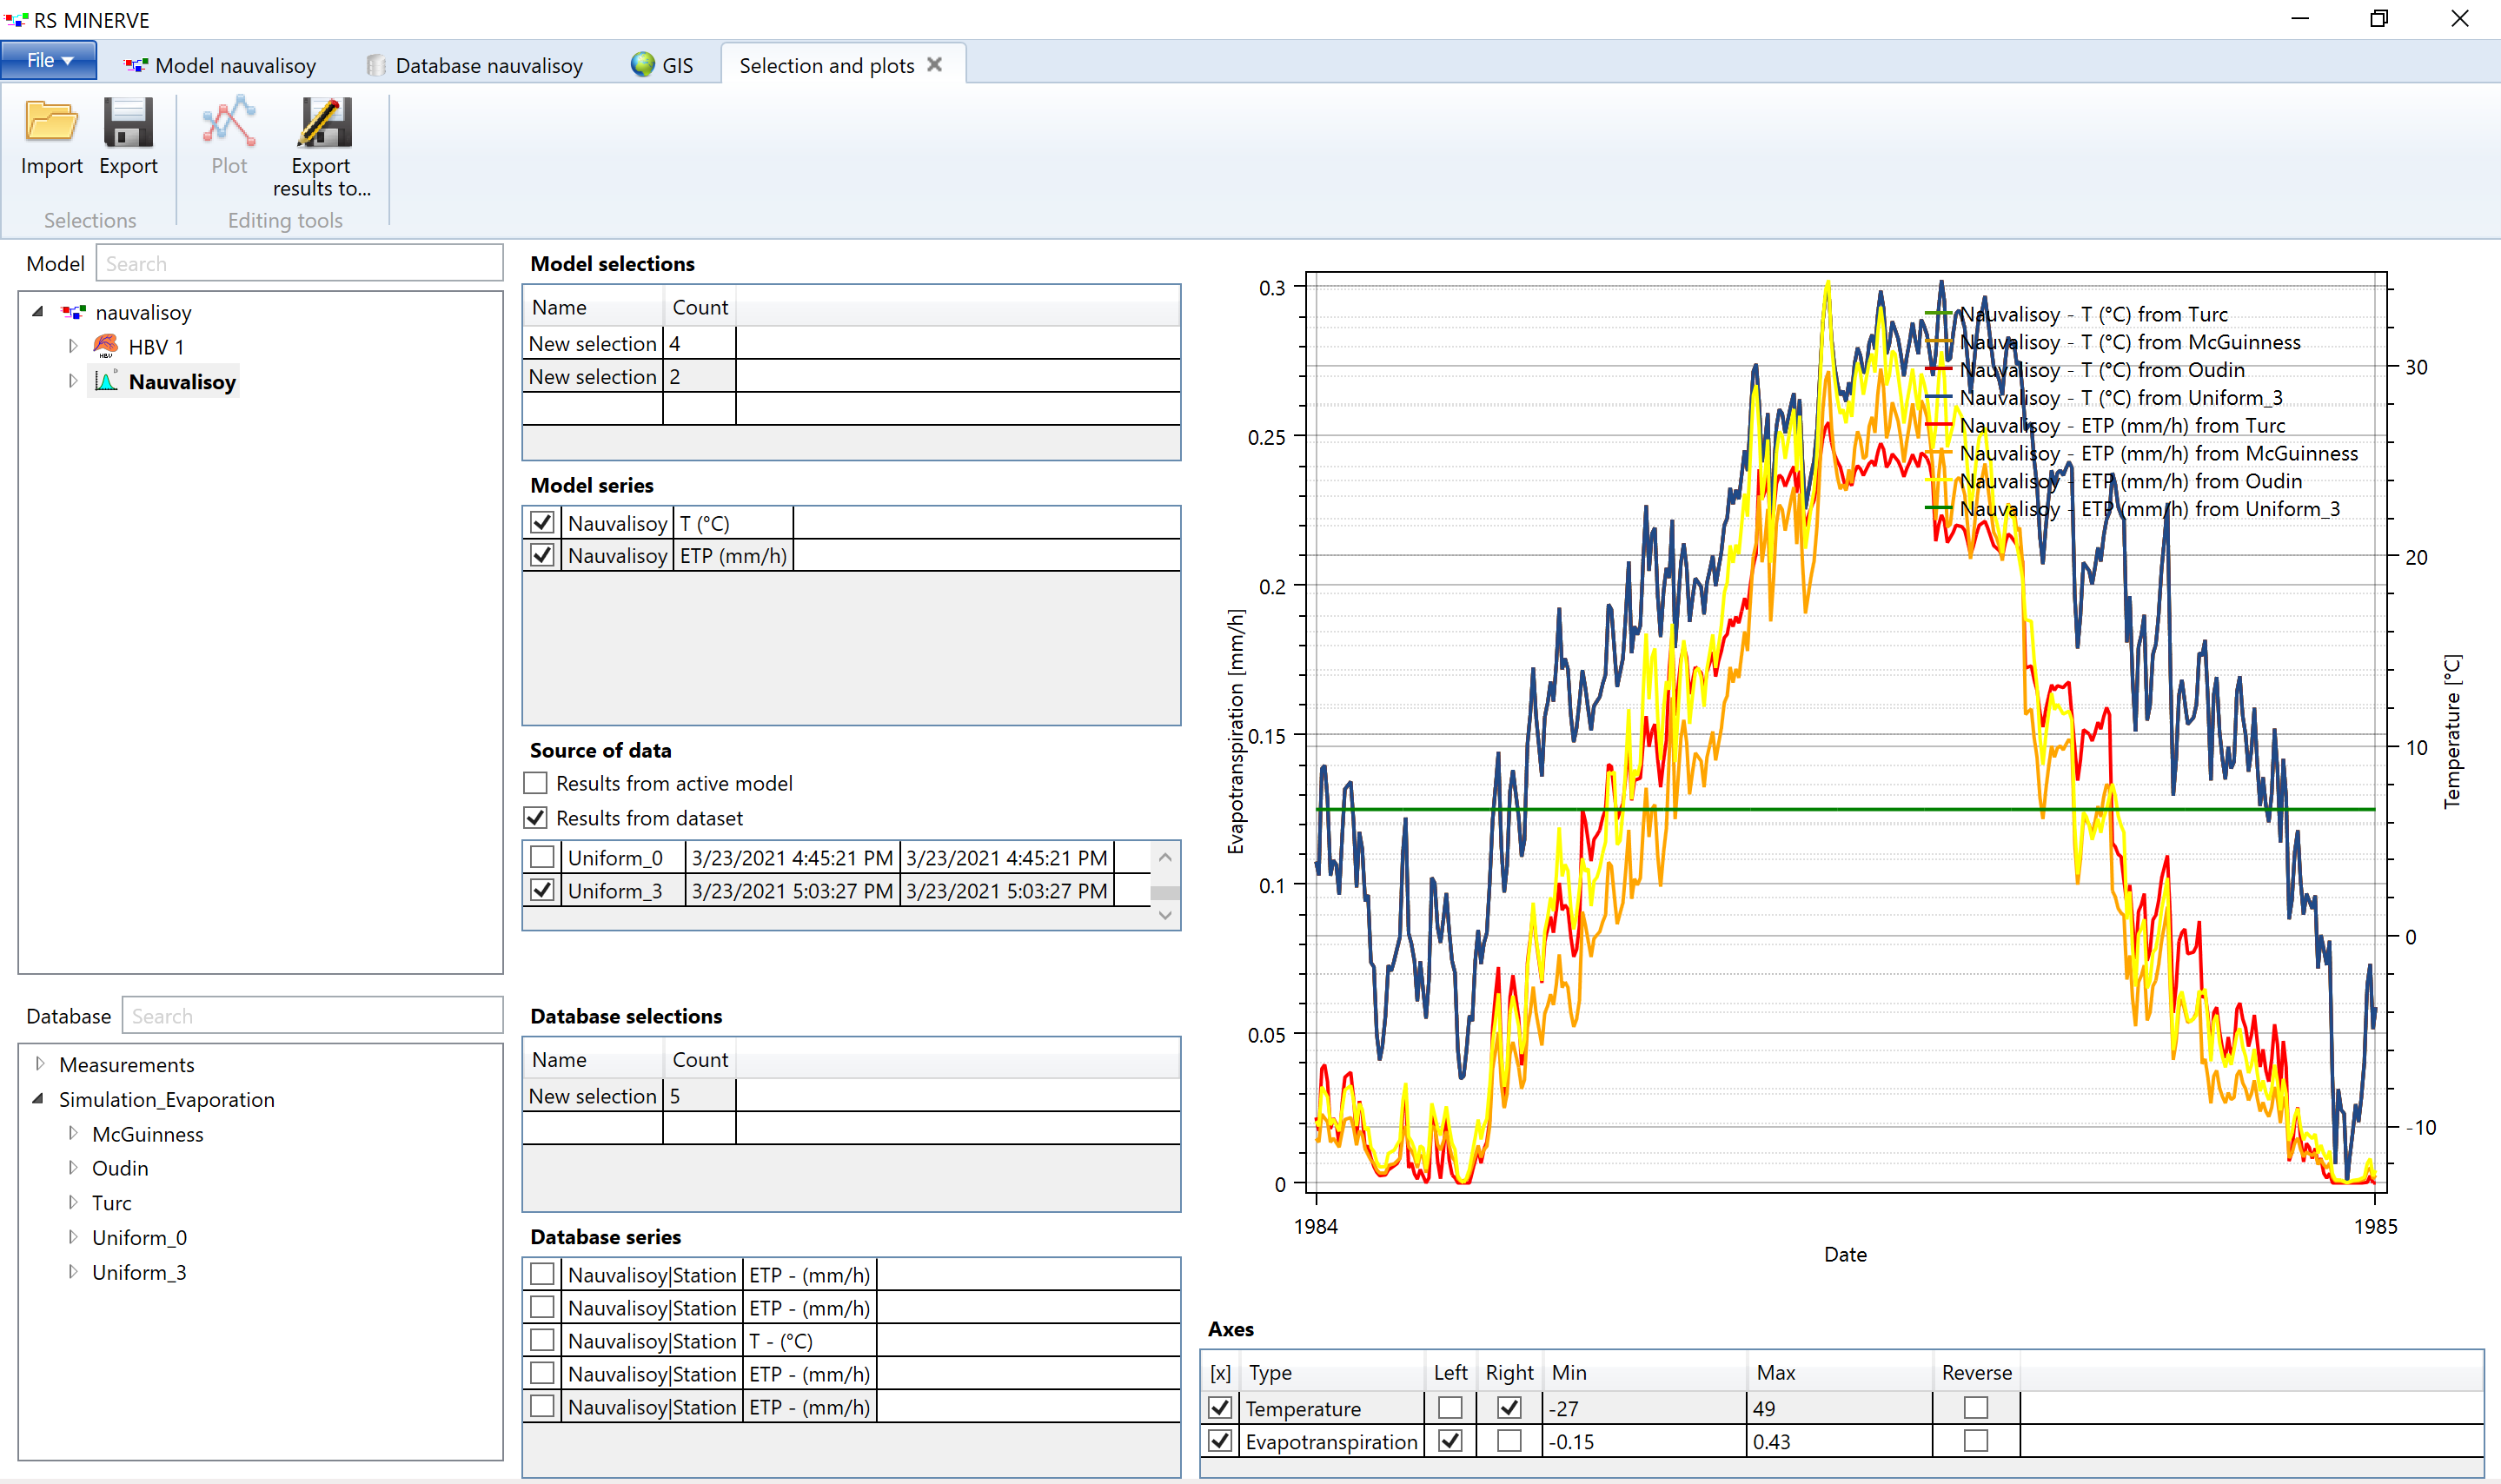 RS MINERVE
File
Model nauvalisoy
Database nauvalisoy
GIS
Selection and plots
Import
Export
Plot
Export
results to...
Selections
Editing tools
Model
Search
nauvalisoy
HBV
HBV 1
Nauvalisoy
Model selections
Name Count
New selection 4
New selection 2
Model series
Nauvalisoy T (°C)
Nauvalisoy ETP (mm/h)
Source of data
Results from active model
Results from dataset
Uniform_0 3/23/2021 4:45:21 PM 3/23/2021 4:45:21 PM
Uniform_3 3/23/2021 5:03:27 PM 3/23/2021 5:03:27 PM
Database
Search
Measurements
Simulation_Evaporation
McGuinness
Oudin
Turc
Uniform_0
Uniform_3
Database selections
Name Count
New selection 5
Database series
Nauvalisoy|Station ETP - (mm/h)
Nauvalisoy|Station ETP - (mm/h)
Nauvalisoy|Station T - (°C)
Nauvalisoy|Station ETP - (mm/h)
Nauvalisoy|Station ETP - (mm/h)
Evapotranspiration [mm/h]
0.3
0.25
0.2
0.15
0.1
0.05
0
Nauvalisoy - T (°C) from Turc
Nauvalisoy - T (°C) from McGuinness
Nauvalisoy - T (°C) from Oudin
Nauvalisoy - T (°C) from Uniform_3
Nauvalisoy - ETP (mm/h) from Turc
Nauvalisoy - ETP (mm/h) from McGuinness
Nauvalisoy - ETP (mm/h) from Oudin
Nauvalisoy - ETP (mm/h) from Uniform_3
30
20
10
0
-10
Temperature [°C]
1984
1985
Date
Axes
[x] Type Left Right Min Max Reverse
Temperature -27 49
Evapotranspiration -0.15 0.43